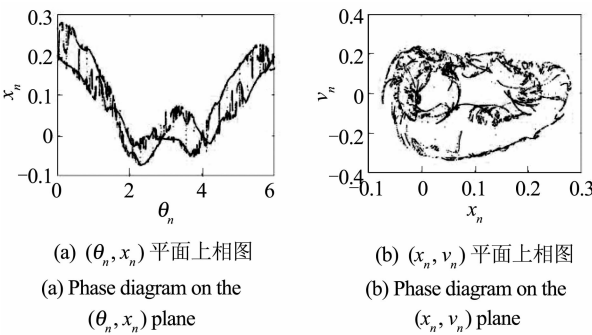 0.3
0.2
0.1
0
−0.1
x_n
0
2
4
6
θ_n
(a) (θ_n, x_n) 平面上相图
(a) Phase diagram on the
(θ_n, x_n) plane
0.4
0.2
0
−0.2
−0.4
v_n
−0.1
0
0.1
0.2
0.3
x_n
(b) (x_n, v_n) 平面上相图
(b) Phase diagram on the
(x_n, v_n) plane